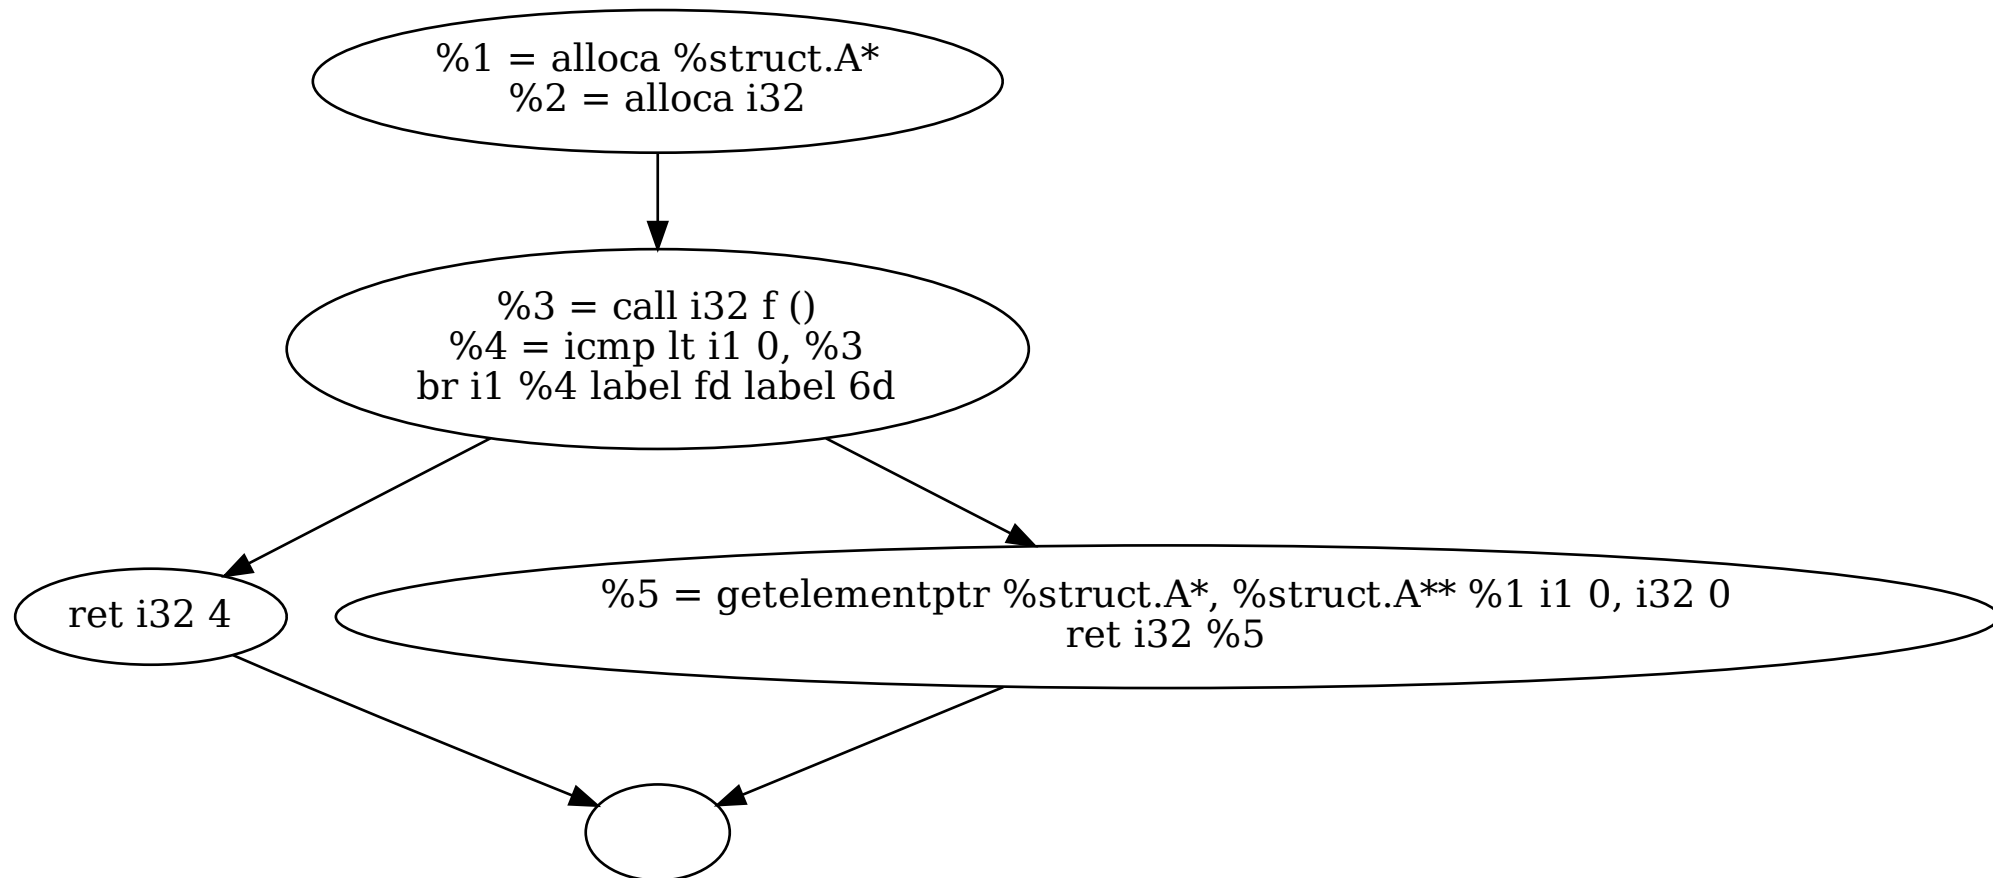 %1 = alloca %struct.A*
%2 = alloca i32
%3 = call i32 f ()
%4 = icmp lt i1 0, %3
br i1 %4 label fd label 6d
ret i32 4
%5 = getelementptr %struct.A*, %struct.A** %1 i1 0, i32 0
ret i32 %5